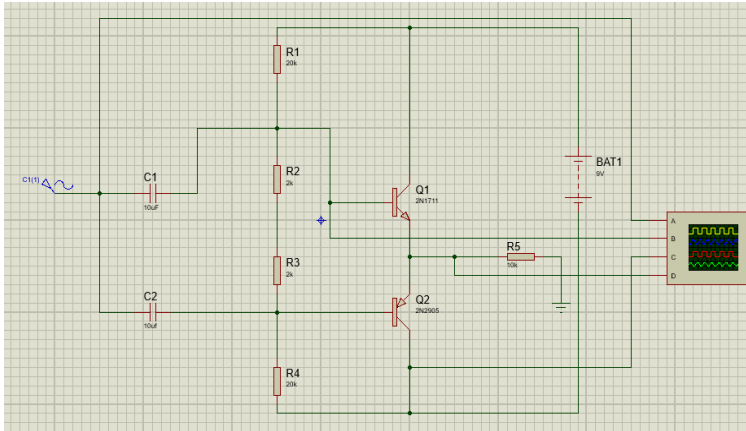 R1
20k
C1(1)
C1
10uF
R2
2k
Q1
2N1711
BAT1
9V
A
B
C
D
R5
10k
R3
2k
C2
10uf
Q2
2N2905
R4
20k